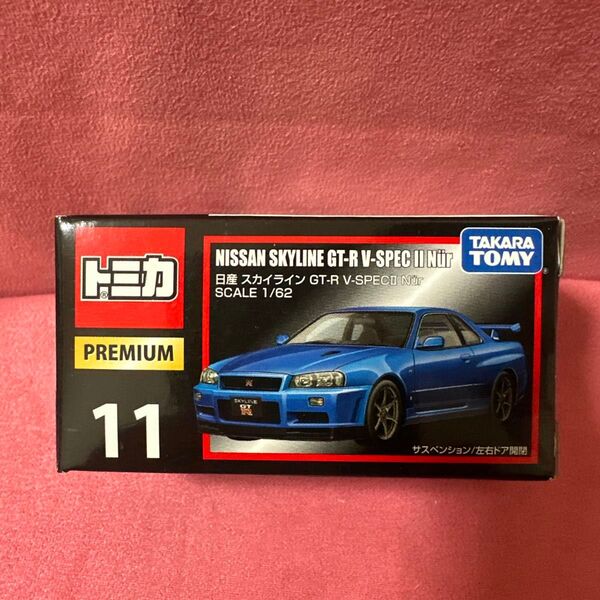 トミカ
PREMIUM
11
NISSAN SKYLINE GT-R V-SPEC II Nür
日産 スカイライン GT-R V-SPECⅡ Nür
SCALE 1/62
TAKARA
TOMY
SKYLINE
GT
R
サスペンション/左右ドア開閉